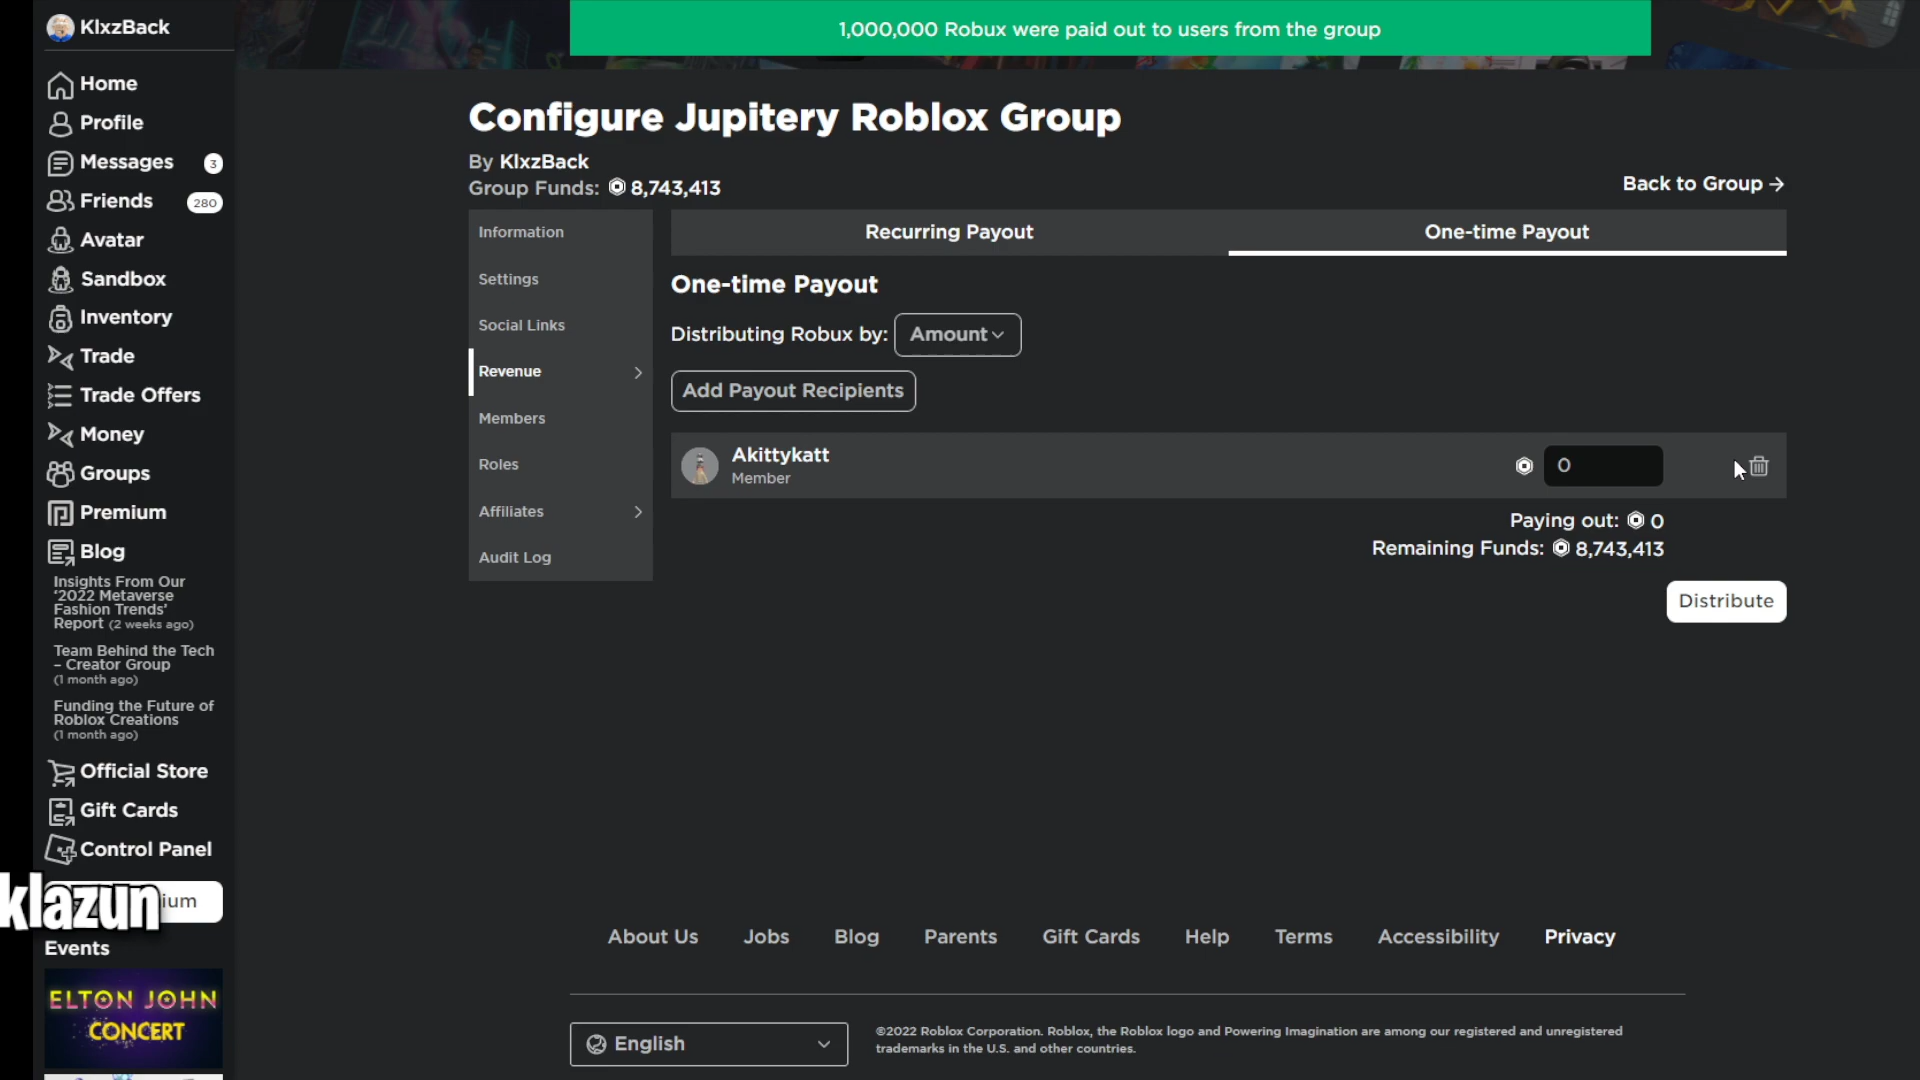 KlxzBack
1,000,000 Robux were paid out to users from the group
Home
Profile
Messages 3
Friends 280
Avatar
Sandbox
Inventory
Trade
Trade Offers
Money
Groups
Premium
Blog
Insights From Our
‘2022 Metaverse
Fashion Trends’
Report (2 weeks ago)
Team Behind the Tech
– Creator Group
(1 month ago)
Funding the Future of
Roblox Creations
(1 month ago)
Official Store
Gift Cards
Control Panel
klazun
ium
Events
ELTON JOHN
CONCERT
Configure Jupitery Roblox Group
By KlxzBack
Group Funds: 8,743,413
Back to Group →
Information
Settings
Social Links
Revenue
Members
Roles
Affiliates
Audit Log
Recurring Payout
One-time Payout
One-time Payout
Distributing Robux by: Amount
Add Payout Recipients
Akittykatt
Member
0
Paying out: 0
Remaining Funds: 8,743,413
Distribute
About Us Jobs Blog Parents Gift Cards Help Terms Accessibility Privacy
English
©2022 Roblox Corporation. Roblox, the Roblox logo and Powering Imagination are among our registered and unregistered
trademarks in the U.S. and other countries.